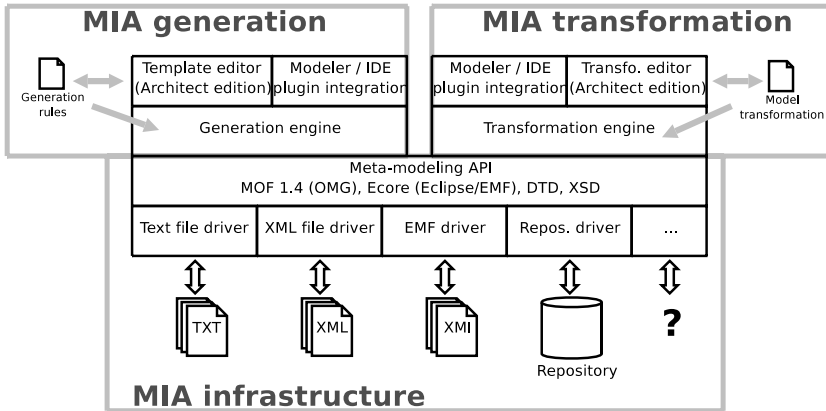 MIA generation
MIA transformation
Template editor
(Architect edition)
Modeler / IDE
plugin integration
Modeler / IDE
plugin integration
Transfo. editor
(Architect edition)
Generation
rules
Model
transformation
Generation engine
Transformation engine
Meta-modeling API
MOF 1.4 (OMG), Ecore (Eclipse/EMF), DTD, XSD
Text file driver
XML file driver
EMF driver
Repos. driver
...
TXT
XML
XMI
?
Repository
MIA infrastructure